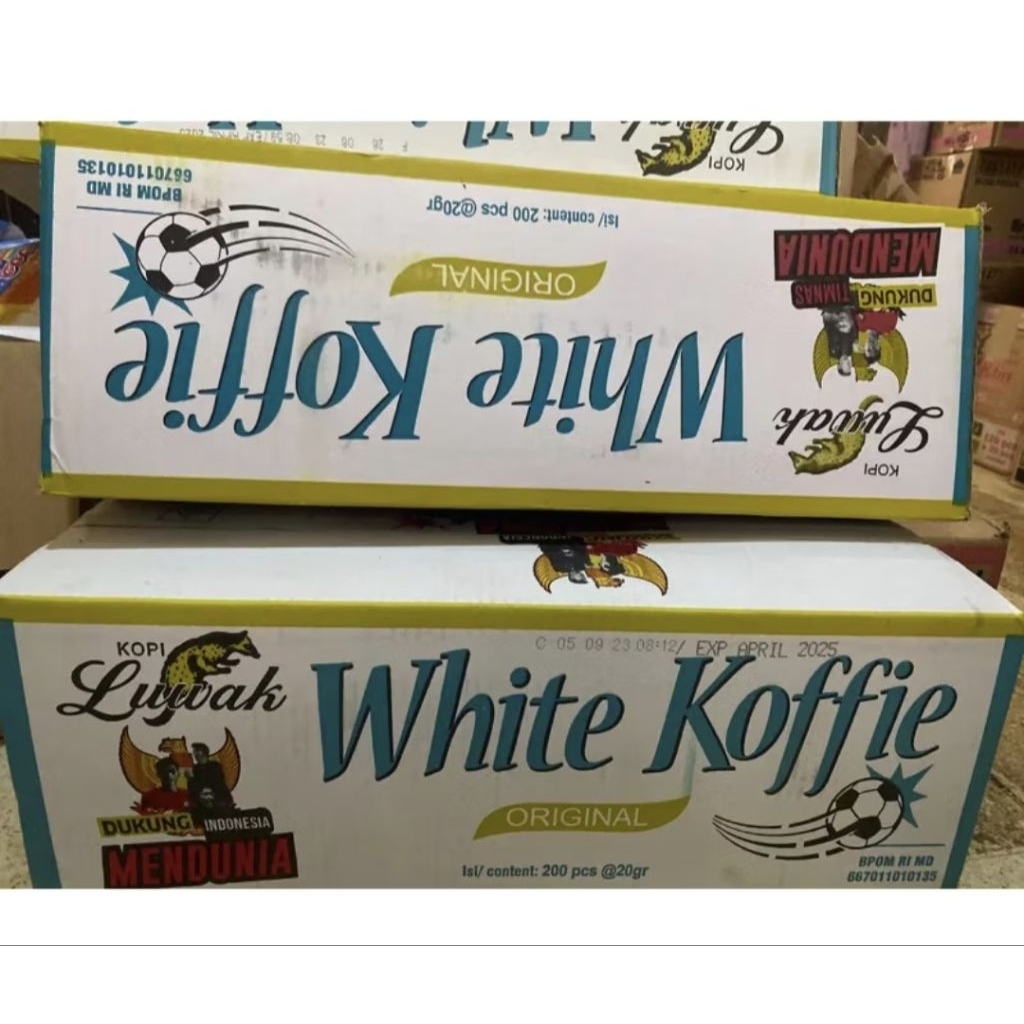 KOPI
Luwak
BPOM RI MD
667011010135
Isi/ content: 200 pcs @20gr
ORIGINAL
White Koffie
MENDUNIA
DUKUNG TIMNAS
KOPI
Luwak
C 05 09 23 08:12/ EXP APRIL 2025
KOPI
Luwak
White Koffie
DUKUNG INDONESIA
MENDUNIA
ORIGINAL
Isi/ content: 200 pcs @20gr
BPOM RI MD
667011010135